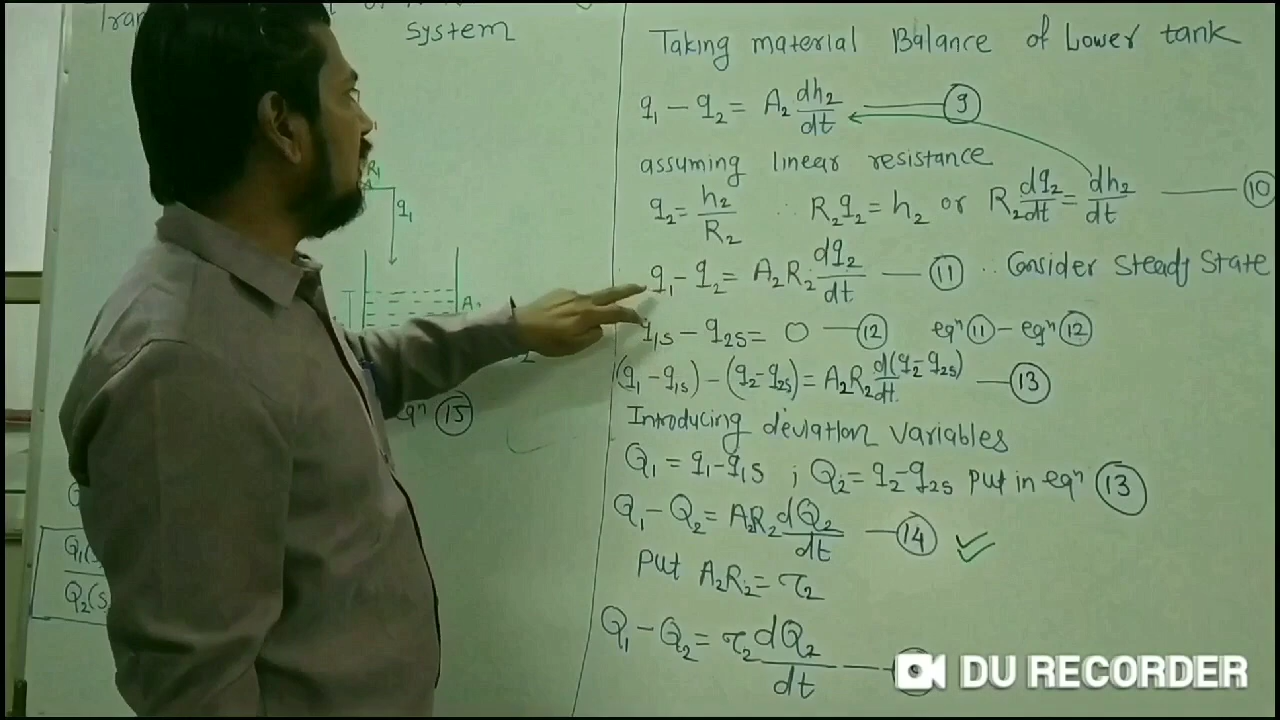 system
R₁
q₁
A₂
eqⁿ (15)
Q₁(s
Q₂(s
Taking material Balance of Lower tank
q₁ - q₂ = A₂ dh₂/dt (9)
assuming linear resistance
q₂ = h₂/R₂ ∴ R₂q₂ = h₂ or R₂ dq₂/dt = dh₂/dt (10)
q₁ - q₂ = A₂R₂ dq₂/dt (11) ∴ Consider Steady State
q₁s - q₂s = 0 (12) eqⁿ (11) - eqⁿ (12)
(q₁ - q₁s) - (q₂ - q₂s) = A₂R₂ d(q₂ - q₂s)/dt (13)
Introducing deviation variables
Q₁ = q₁ - q₁s ; Q₂ = q₂ - q₂s put in eqⁿ (13)
Q₁ - Q₂ = A₂R₂ dQ₂/dt (14)
Put A₂R₂ = τ₂
Q₁ - Q₂ = τ₂ dQ₂/dt
DU RECORDER